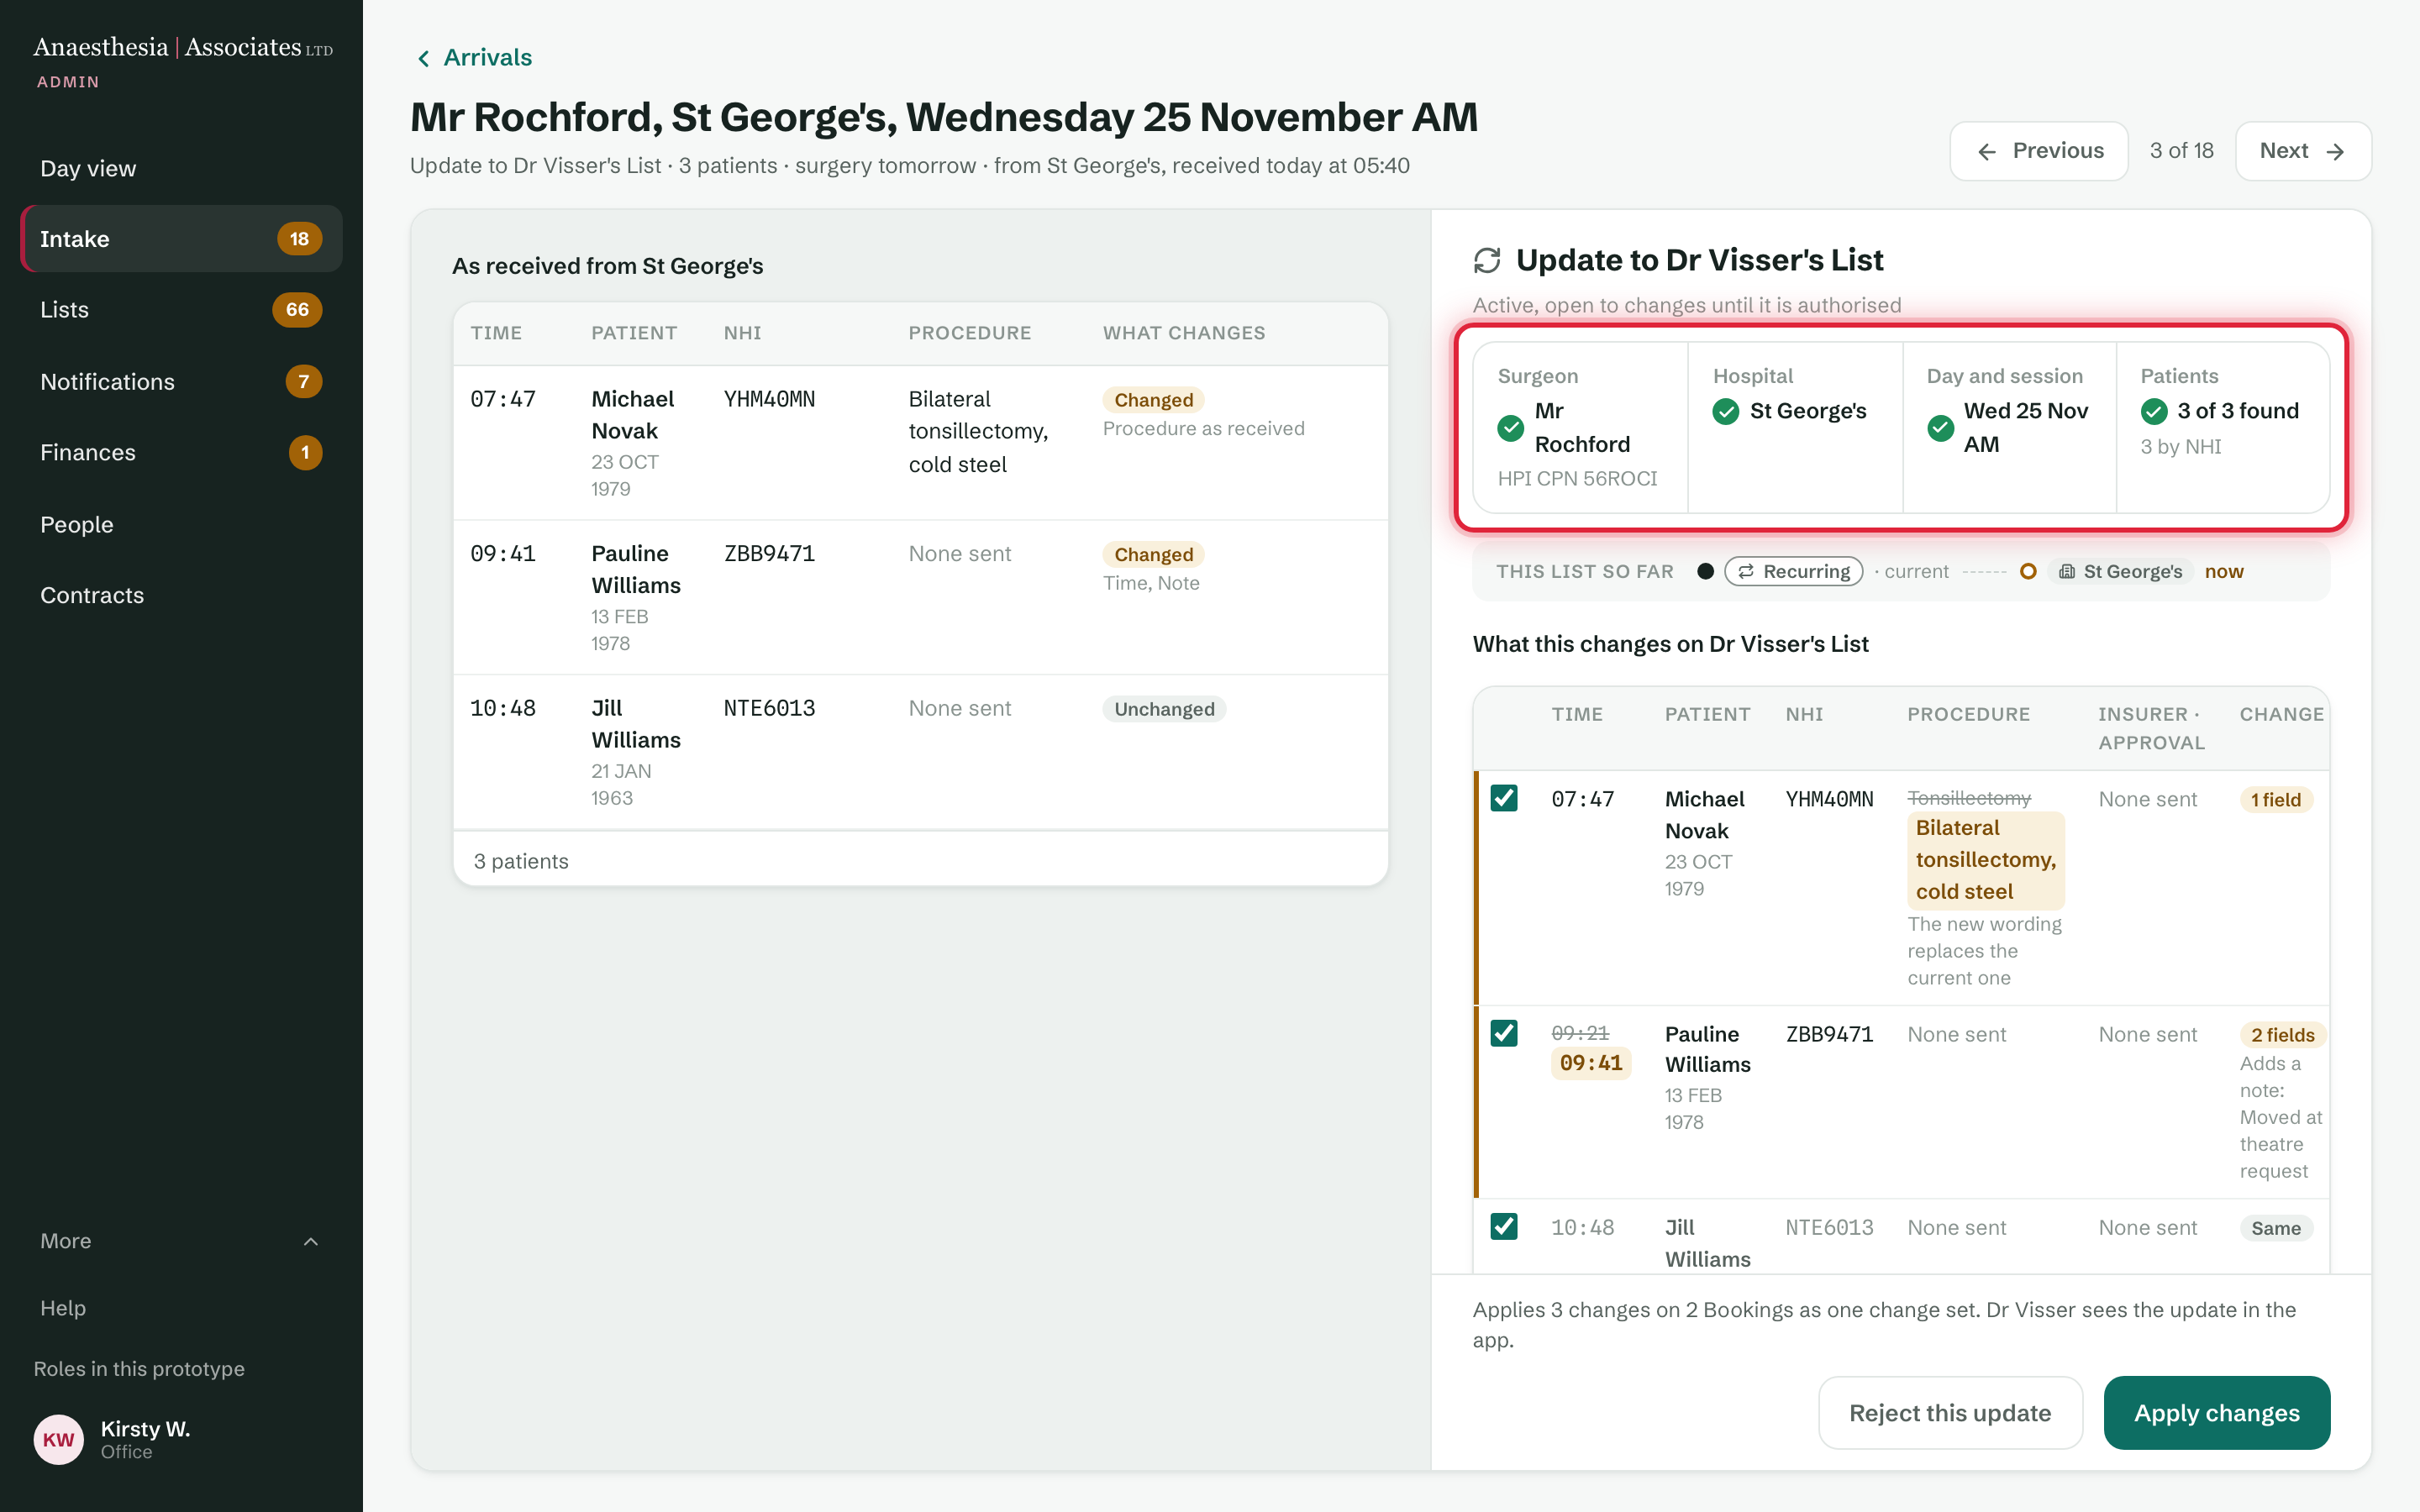 Anaesthesia | Associates LTD
ADMIN
Day view
Intake 18
Lists 66
Notifications 7
Finances 1
People
Contracts
More
Help
Roles in this prototype
KW Kirsty W.
Office
Arrivals
Mr Rochford, St George's, Wednesday 25 November AM
Update to Dr Visser's List · 3 patients · surgery tomorrow · from St George's, received today at 05:40
Previous 3 of 18 Next
As received from St George's
TIME PATIENT NHI PROCEDURE WHAT CHANGES
07:47 Michael Novak YHM40MN Bilateral tonsillectomy, cold steel Changed
23 OCT 1979 Procedure as received
09:41 Pauline Williams ZBB9471 None sent Changed
13 FEB 1978 Time, Note
10:48 Jill Williams NTE6013 None sent Unchanged
21 JAN 1963
3 patients
Update to Dr Visser's List
Active, open to changes until it is authorised
Surgeon
Mr Rochford
HPI CPN 56ROCI
Hospital
St George's
Day and session
Wed 25 Nov AM
Patients
3 of 3 found
3 by NHI
THIS LIST SO FAR Recurring · current St George's now
What this changes on Dr Visser's List
TIME PATIENT NHI PROCEDURE INSURER · APPROVAL CHANGE
07:47 Michael Novak YHM40MN Tonsillectomy None sent 1 field
23 OCT 1979
Bilateral tonsillectomy, cold steel
The new wording replaces the current one
09:21 Pauline Williams ZBB9471 None sent None sent 2 fields
09:41
13 FEB 1978
Adds a note: Moved at theatre request
10:48 Jill Williams NTE6013 None sent None sent Same
Applies 3 changes on 2 Bookings as one change set. Dr Visser sees the update in the
app.
Reject this update Apply changes